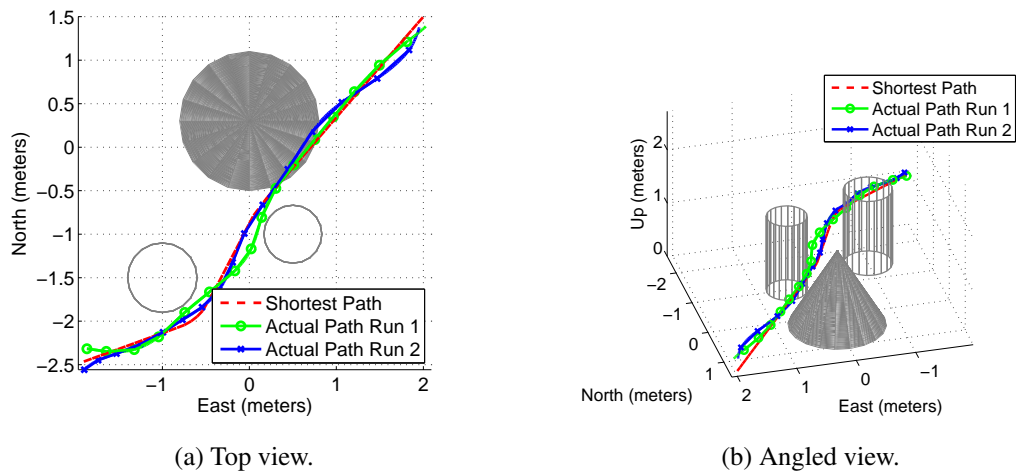 1.5
1
0.5
0
−0.5
−1
−1.5
−2
−2.5
North (meters)
−1 0 1 2
East (meters)
Shortest Path
Actual Path Run 1
Actual Path Run 2
(a) Top view.
Shortest Path
Actual Path Run 1
Actual Path Run 2
2
1
0
Up (meters)
−2
−1
0
1
North (meters)
2 1 0 −1
East (meters)
(b) Angled view.